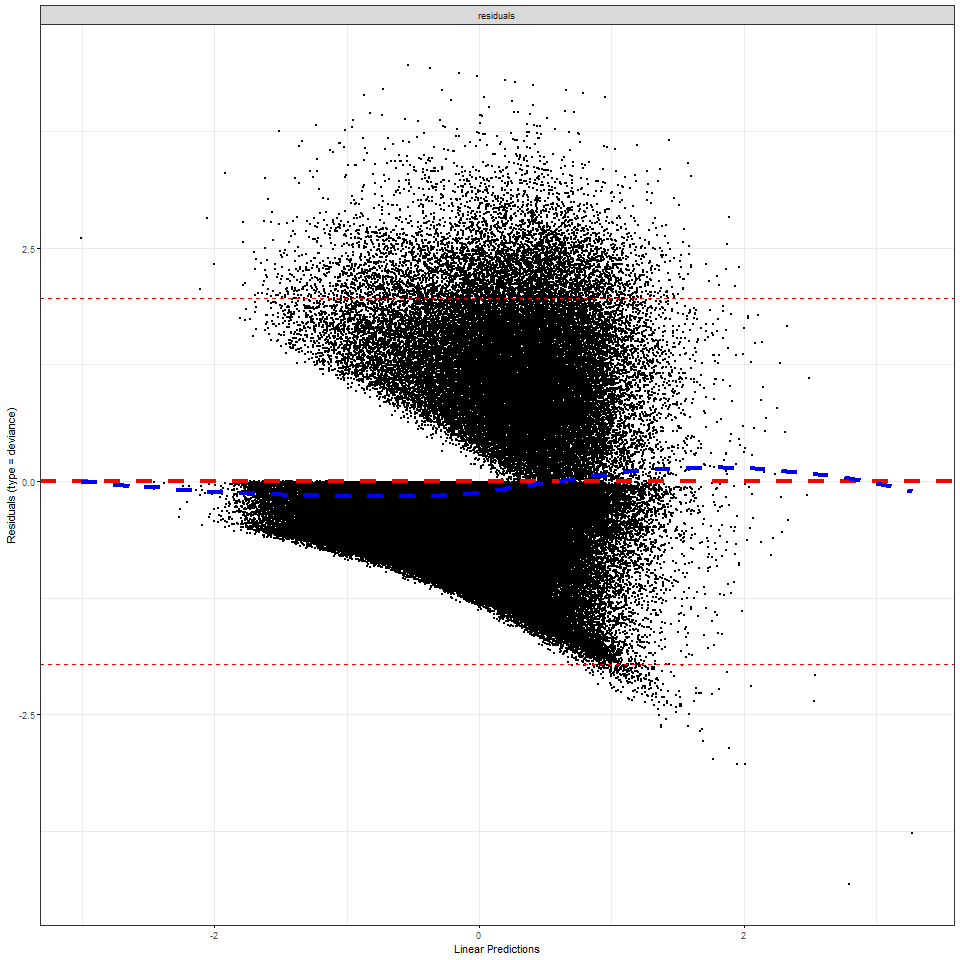 residuals
2.5
0.0
-2.5
Residuals (type = deviance)
-2
0
2
Linear Predictions